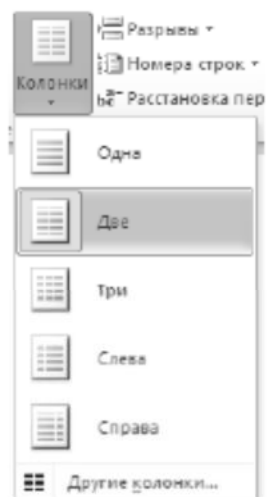 Разрывы
Номера строк
Колонки
Расстановка пер
Одна
Две
Три
Слева
Справа
Другие колонки...